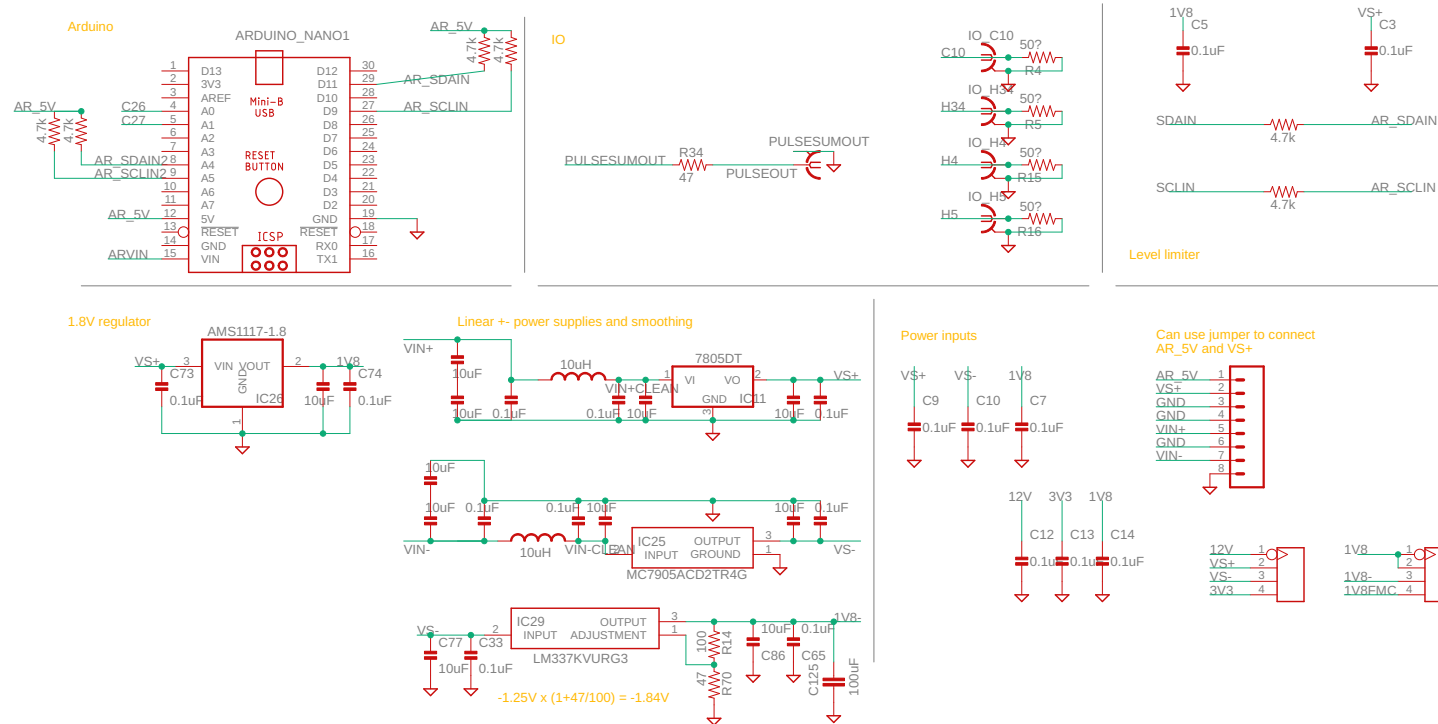 Arduino
ARDUINO_NANO1
AR_5V
4.7k
4.7k
1
D13
D12
30
2
3V3
D11
29
AR_SDAIN
3
AREF
D10
28
Mini-B
USB
AR_5V
C26
4
A0
D9
27
AR_SCLIN
C27
5
A1
D8
26
4.7k
4.7k
6
A2
D7
25
7
A3
D6
24
RESET
BUTTON
AR_SDAIN2
8
A4
D5
23
AR_SCLIN2
9
A5
D4
22
10
A6
D3
21
11
A7
D2
20
AR_5V
12
5V
GND
19
13
RESET
RESET
18
ICSP
14
GND
RX0
17
ARVIN
15
VIN
TX1
16
IO
PULSESUMOUT
R34
47
PULSESUMOUT
PULSEOUT
IO_C10
C10
50?
R4
IO_H34
H34
50?
R5
IO_H4
H4
50?
R15
IO_H5
H5
50?
R16
1V8
C5
0.1uF
VS+
C3
0.1uF
SDAIN
4.7k
AR_SDAIN
SCLIN
4.7k
AR_SCLIN
Level limiter
1.8V regulator
AMS1117-1.8
VS+
3
VIN
VOUT
2
1V8
GND
1
IC26
C73
0.1uF
10uF
C74
0.1uF
Linear +- power supplies and smoothing
VIN+
10uF
10uF
0.1uF
10uH
VIN+CLEAN
0.1uF
10uF
7805DT
1
VI
VO
2
GND
3
IC11
VS+
10uF
0.1uF
10uF
10uF
0.1uF
0.1uF
10uF
10uF
0.1uF
VIN-
10uH
VIN-CLEAN
2
IC25
INPUT
OUTPUT
3
GROUND
1
VS-
MC7905ACD2TR4G
VS-
C77
10uF
C33
0.1uF
2
IC29
INPUT
OUTPUT
3
ADJUSTMENT
1
LM337KVURG3
100
R14
47
R70
10uF
C86
0.1uF
C65
1V8-
C125
100uF
-1.25V x (1+47/100) = -1.84V
Power inputs
VS+
VS-
1V8
C9
0.1uF
C10
0.1uF
C7
0.1uF
12V
3V3
1V8
C12
0.1uF
C13
0.1uF
C14
0.1uF
Can use jumper to connect
AR_5V and VS+
AR_5V
1
VS+
2
GND
3
GND
4
VIN+
5
GND
6
VIN-
7
8
12V
1
VS+
2
VS-
3
3V3
4
1V8
1
2
1V8-
3
1V8FMC
4